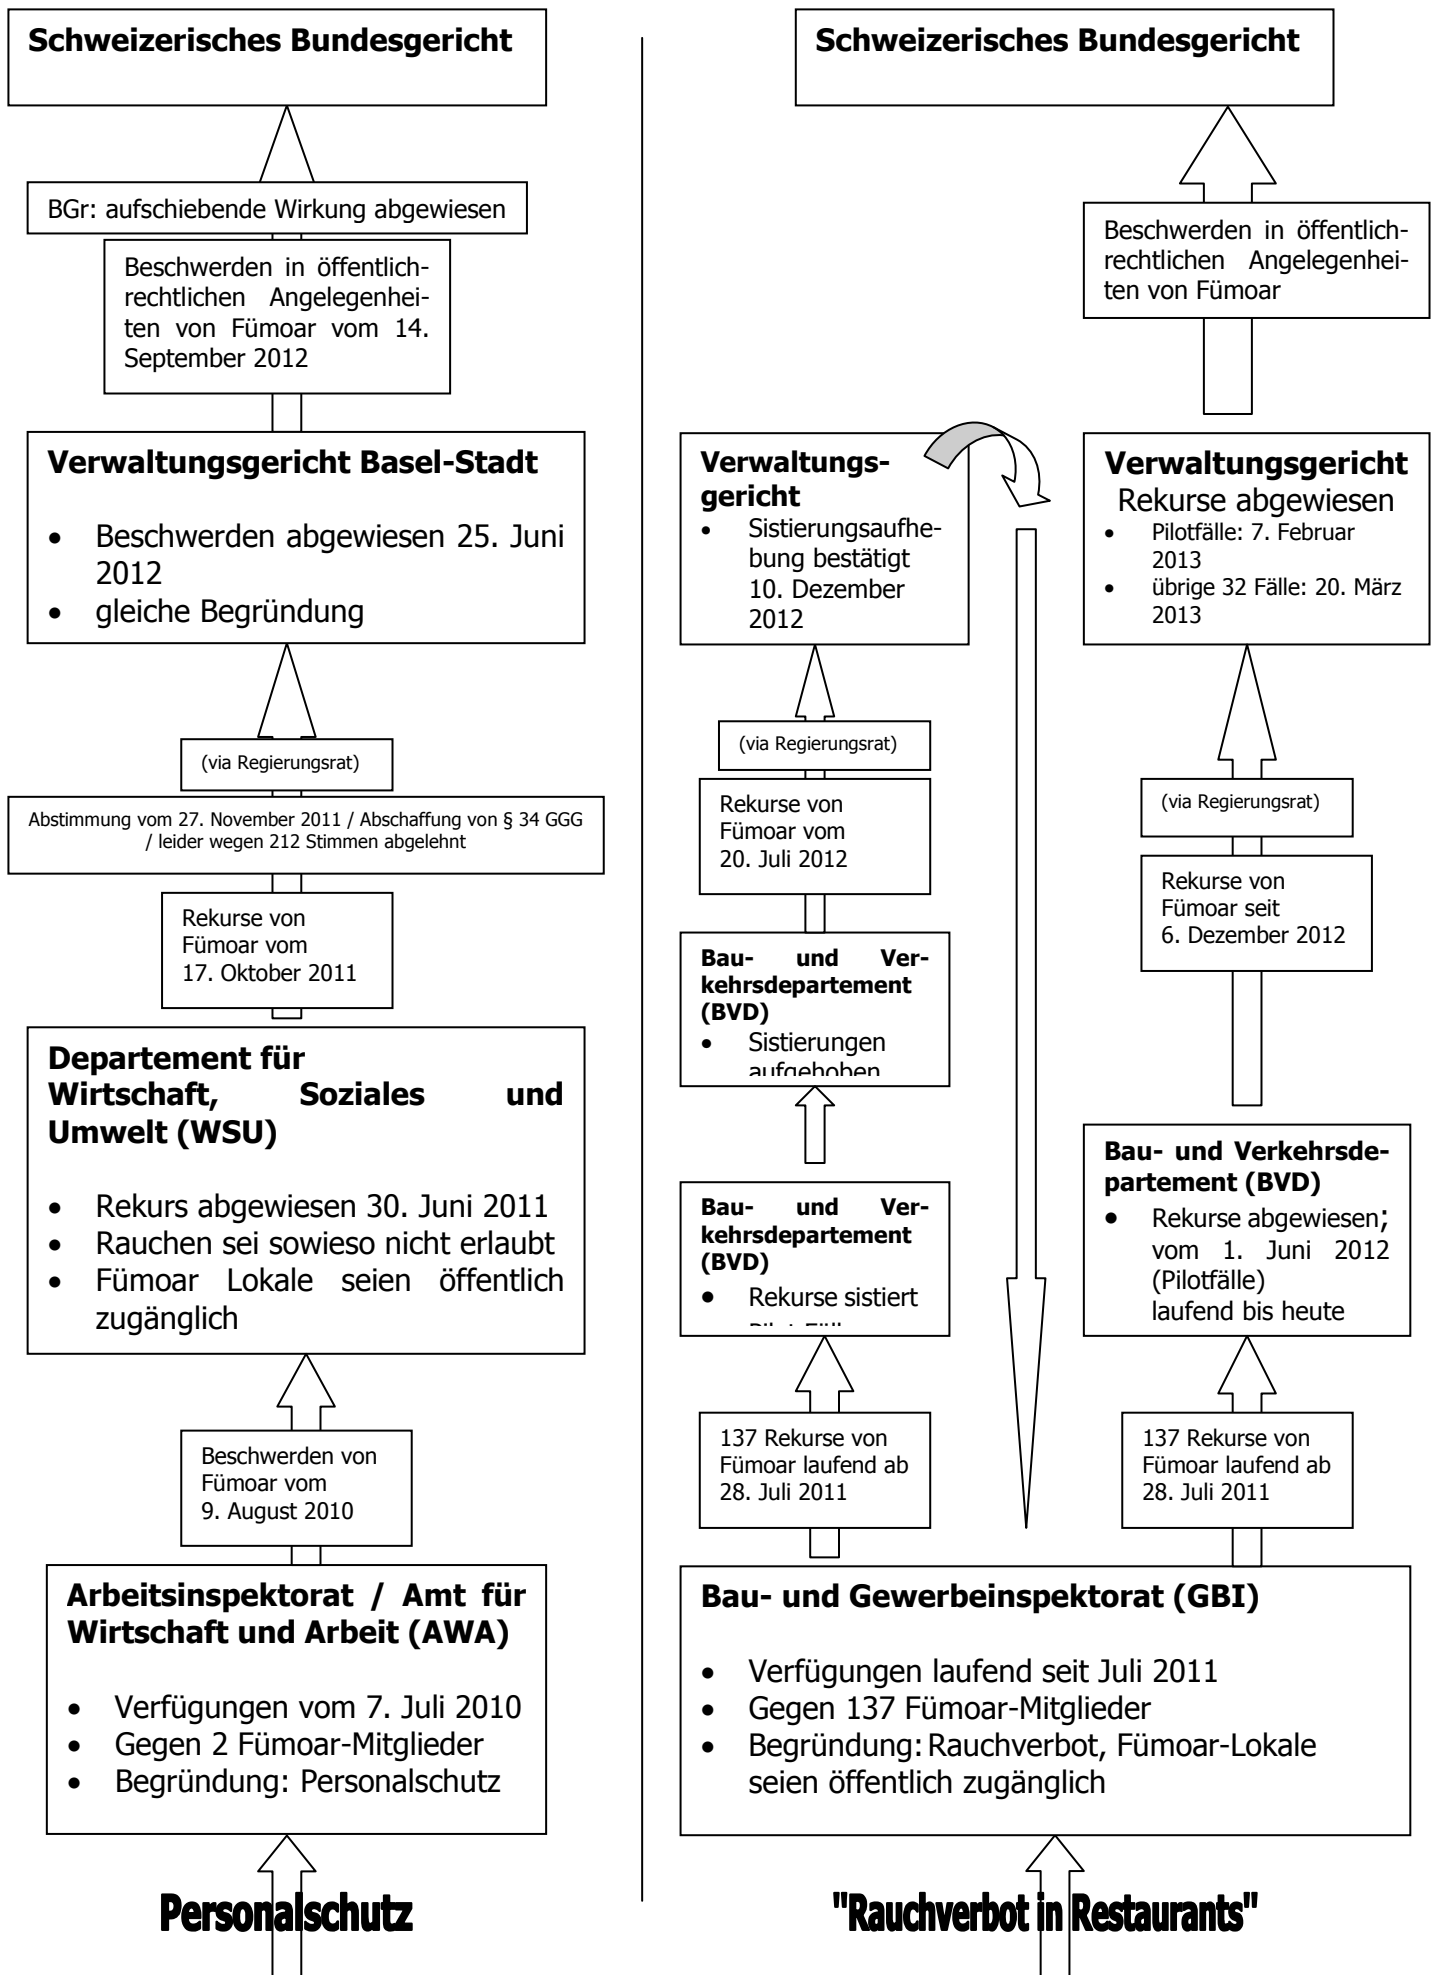 Schweizerisches Bundesgericht
BGr: aufschiebende Wirkung abgewiesen
Beschwerden in öffentlich-
rechtlichen Angelegenhei-
ten von Fümoar vom 14.
September 2012
Verwaltungsgericht Basel-Stadt
• Beschwerden abgewiesen 25. Juni
2012
• gleiche Begründung
(via Regierungsrat)
Abstimmung vom 27. November 2011 / Abschaffung von § 34 GGG
/ leider wegen 212 Stimmen abgelehnt
Rekurse von
Fümoar vom
17. Oktober 2011
Departement für
Wirtschaft, Soziales und
Umwelt (WSU)
• Rekurs abgewiesen 30. Juni 2011
• Rauchen sei sowieso nicht erlaubt
• Fümoar Lokale seien öffentlich
zugänglich
Beschwerden von
Fümoar vom
9. August 2010
Arbeitsinspektorat / Amt für
Wirtschaft und Arbeit (AWA)
• Verfügungen vom 7. Juli 2010
• Gegen 2 Fümoar-Mitglieder
• Begründung: Personalschutz
Personalschutz
Schweizerisches Bundesgericht
Beschwerden in öffentlich-
rechtlichen Angelegenhei-
ten von Fümoar
Verwaltungs-
gericht
• Sistierungsaufhe-
bung bestätigt
10. Dezember
2012
(via Regierungsrat)
Rekurse von
Fümoar vom
20. Juli 2012
Bau- und Ver-
kehrsdepartement
(BVD)
• Sistierungen
aufgehoben
Bau- und Ver-
kehrsdepartement
(BVD)
• Rekurse sistiert
137 Rekurse von
Fümoar laufend ab
28. Juli 2011
Verwaltungsgericht
Rekurse abgewiesen
• Pilotfälle: 7. Februar
2013
• übrige 32 Fälle: 20. März
2013
(via Regierungsrat)
Rekurse von
Fümoar seit
6. Dezember 2012
Bau- und Verkehrsde-
partement (BVD)
• Rekurse abgewiesen;
vom 1. Juni 2012
(Pilotfälle)
laufend bis heute
137 Rekurse von
Fümoar laufend ab
28. Juli 2011
Bau- und Gewerbeinspektorat (GBI)
• Verfügungen laufend seit Juli 2011
• Gegen 137 Fümoar-Mitglieder
• Begründung: Rauchverbot, Fümoar-Lokale
seien öffentlich zugänglich
"Rauchverbot in Restaurants"